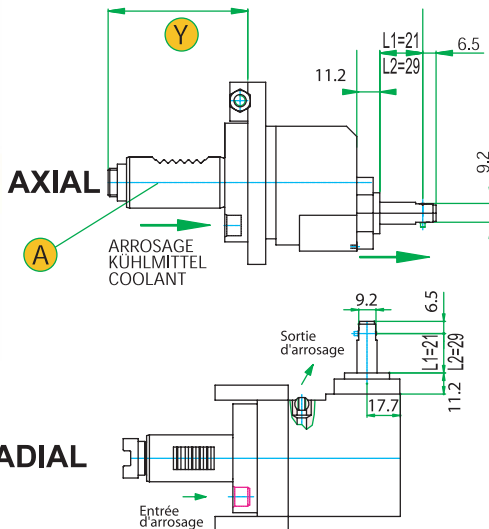 Y
L1=21
L2=29
6.5
11.2
9.2
AXIAL
A
ARROSAGE
KÜHLMITTEL
COOLANT
9.2
6.5
Sortie
d'arrosage
L1=21
L2=29
11.2
17.7
ADIAL
Entrée
d'arrosage